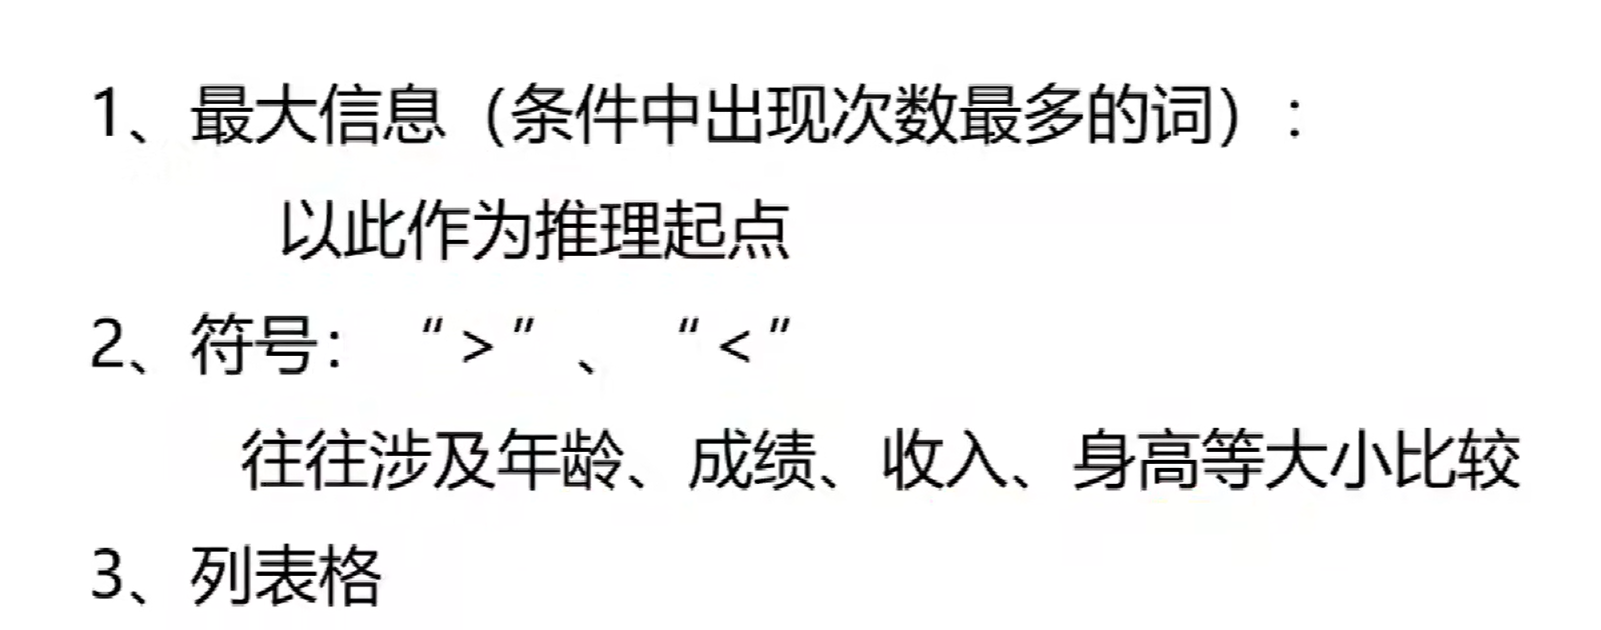 1、最大信息（条件中出现次数最多的词）:
以此作为推理起点
2、符号： “>”、 “<”
往往涉及年龄、成绩、收入、身高等大小比较
3、列表格